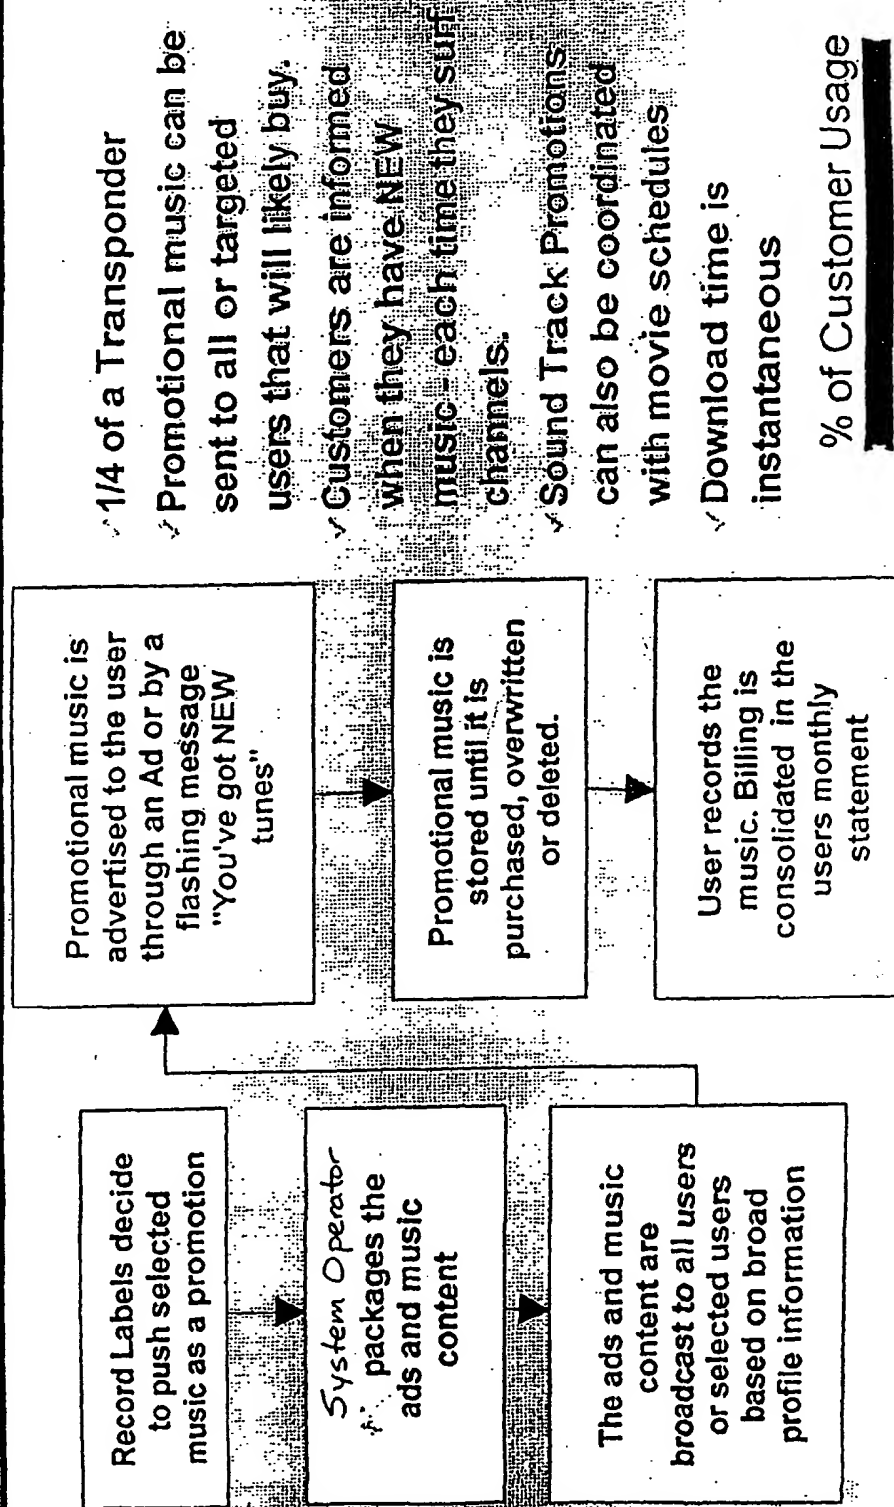 Record Labels decide
to push selected
music as a promotion
System Operator
packages the
ads and music
content
The ads and music
content are
broadcast to all users
or selected users
based on broad
profile information
Promotional music is
advertised to the user
through an Ad or by a
flashing message
"You've got NEW
tunes"
Promotional music is
stored until it is
purchased, overwritten
or deleted.
User records the
music. Billing is
consolidated in the
users monthly
statement
✓1/4 of a Transponder
✓Promotional music can be
sent to all or targeted
users that will likely buy.
✓Customers are informed
when they have NEW
music - each time they surf
channels.
✓Sound Track Promotions
can also be coordinated
with movie schedules
✓Download time is
instantaneous
% of Customer Usage